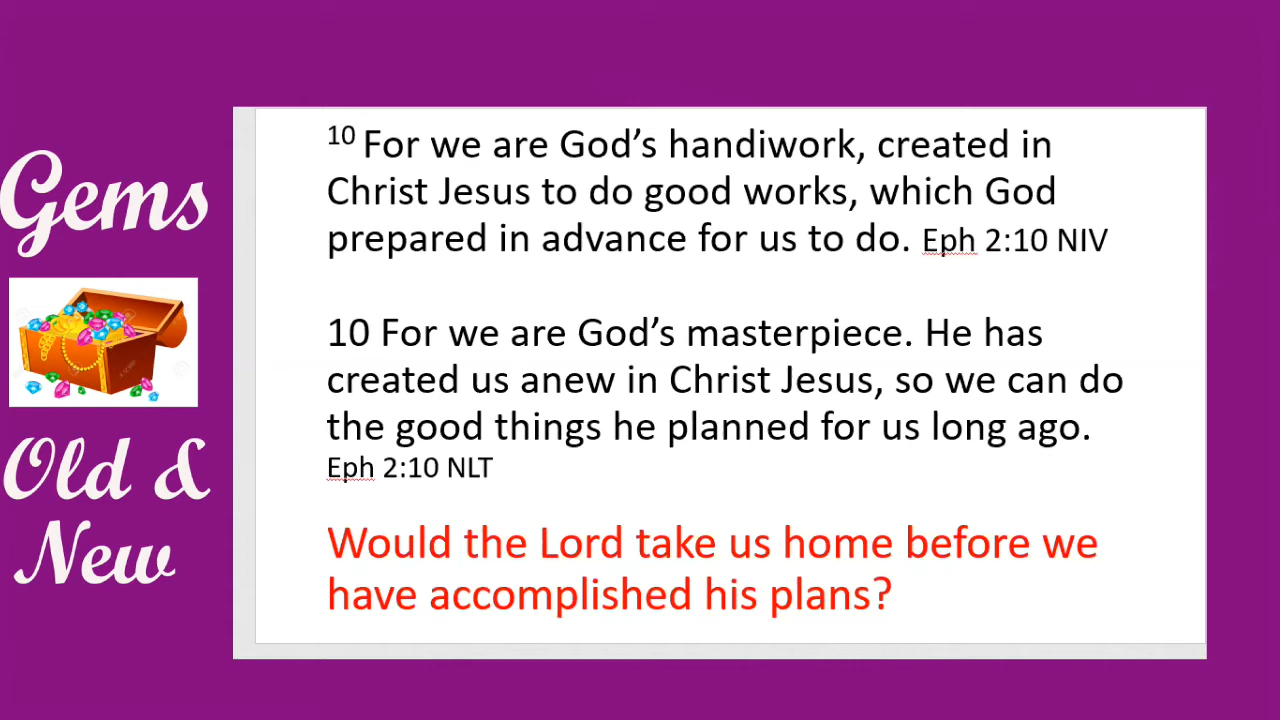 Gems
Old &
New
10 For we are God's handiwork, created in
Christ Jesus to do good works, which God
prepared in advance for us to do. Eph 2:10 NIV
10 For we are God's masterpiece. He has
created us anew in Christ Jesus, so we can do
the good things he planned for us long ago.
Eph 2:10 NLT
Would the Lord take us home before we
have accomplished his plans?